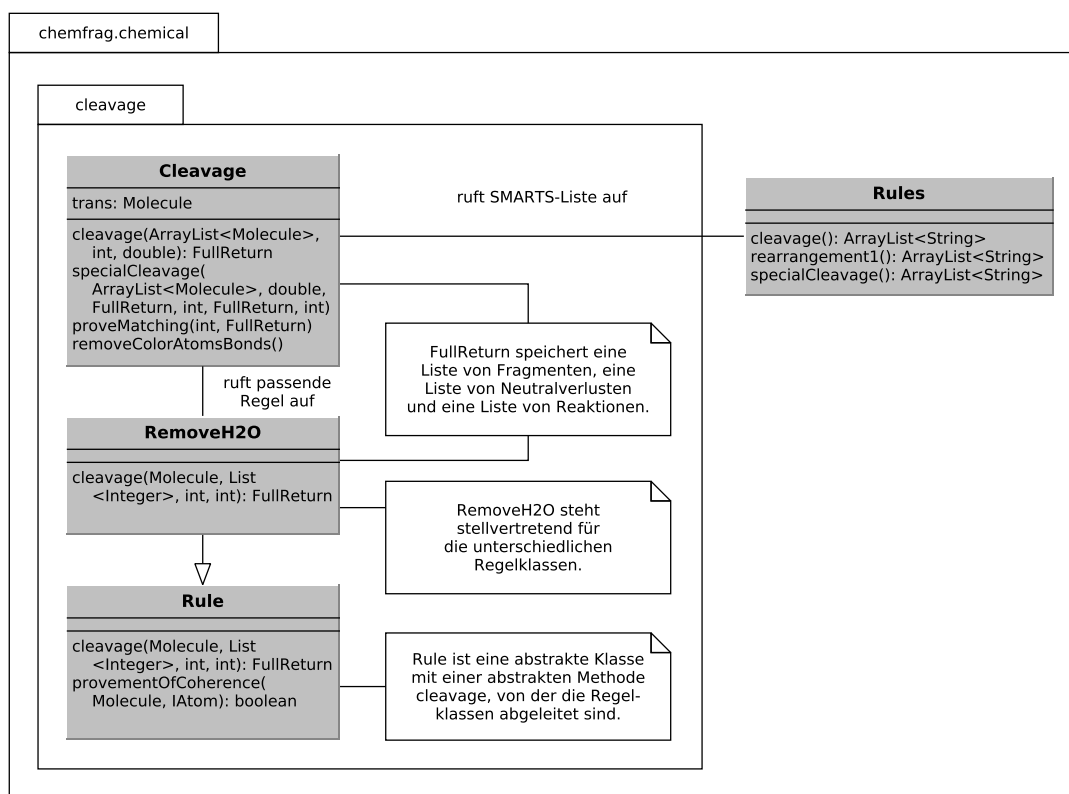 chemfrag.chemical
cleavage
Cleavage
trans: Molecule
cleavage(ArrayList<Molecule>,
int, double): FullReturn
specialCleavage(
ArrayList<Molecule>, double,
FullReturn, int, FullReturn, int)
proveMatching(int, FullReturn)
removeColorAtomsBonds()
ruft SMARTS-Liste auf
Rules
cleavage(): ArrayList<String>
rearrangement1(): ArrayList<String>
specialCleavage(): ArrayList<String>
FullReturn speichert eine
Liste von Fragmenten, eine
Liste von Neutralverlusten
und eine Liste von Reaktionen.
ruft passende
Regel auf
RemoveH2O
cleavage(Molecule, List
<Integer>, int, int): FullReturn
RemoveH2O steht
stellvertretend für
die unterschiedlichen
Regelklassen.
Rule
cleavage(Molecule, List
<Integer>, int, int): FullReturn
provementOfCoherence(
Molecule, IAtom): boolean
Rule ist eine abstrakte Klasse
mit einer abstrakten Methode
cleavage, von der die Regel-
klassen abgeleitet sind.